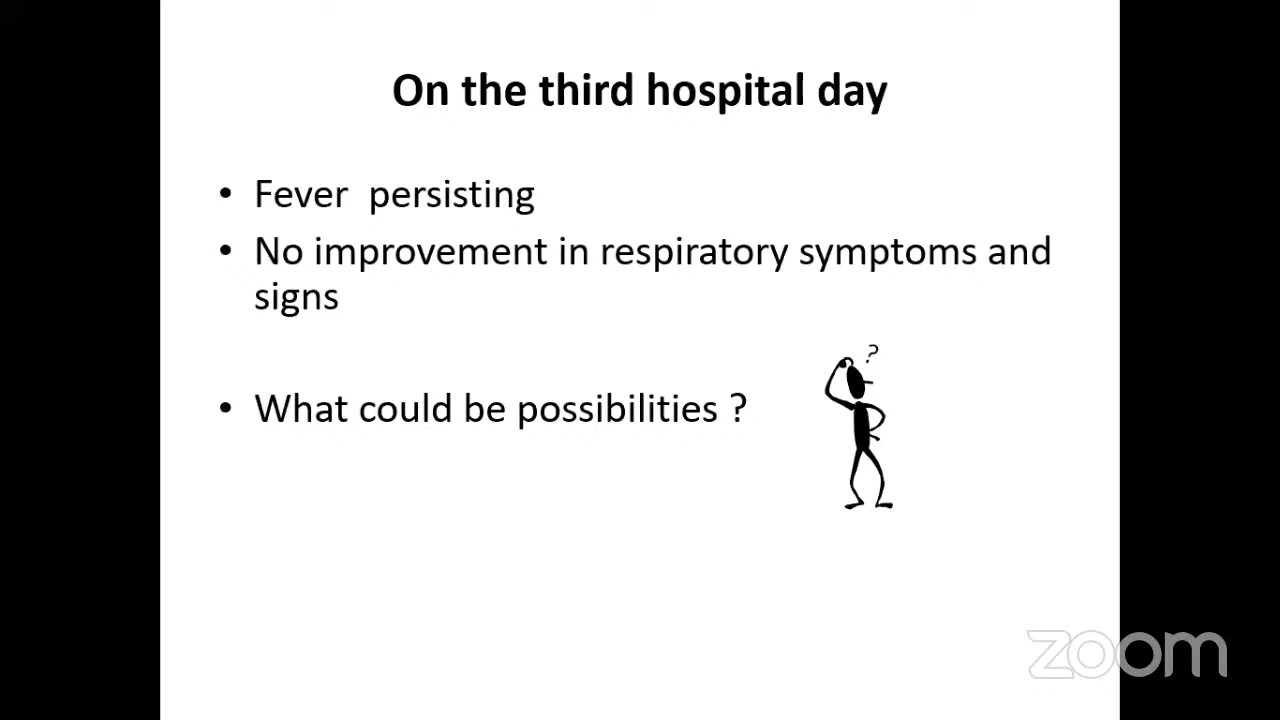 On the third hospital day
• Fever  persisting
• No improvement in respiratory symptoms and
signs
?
• What could be possibilities ?
zoom